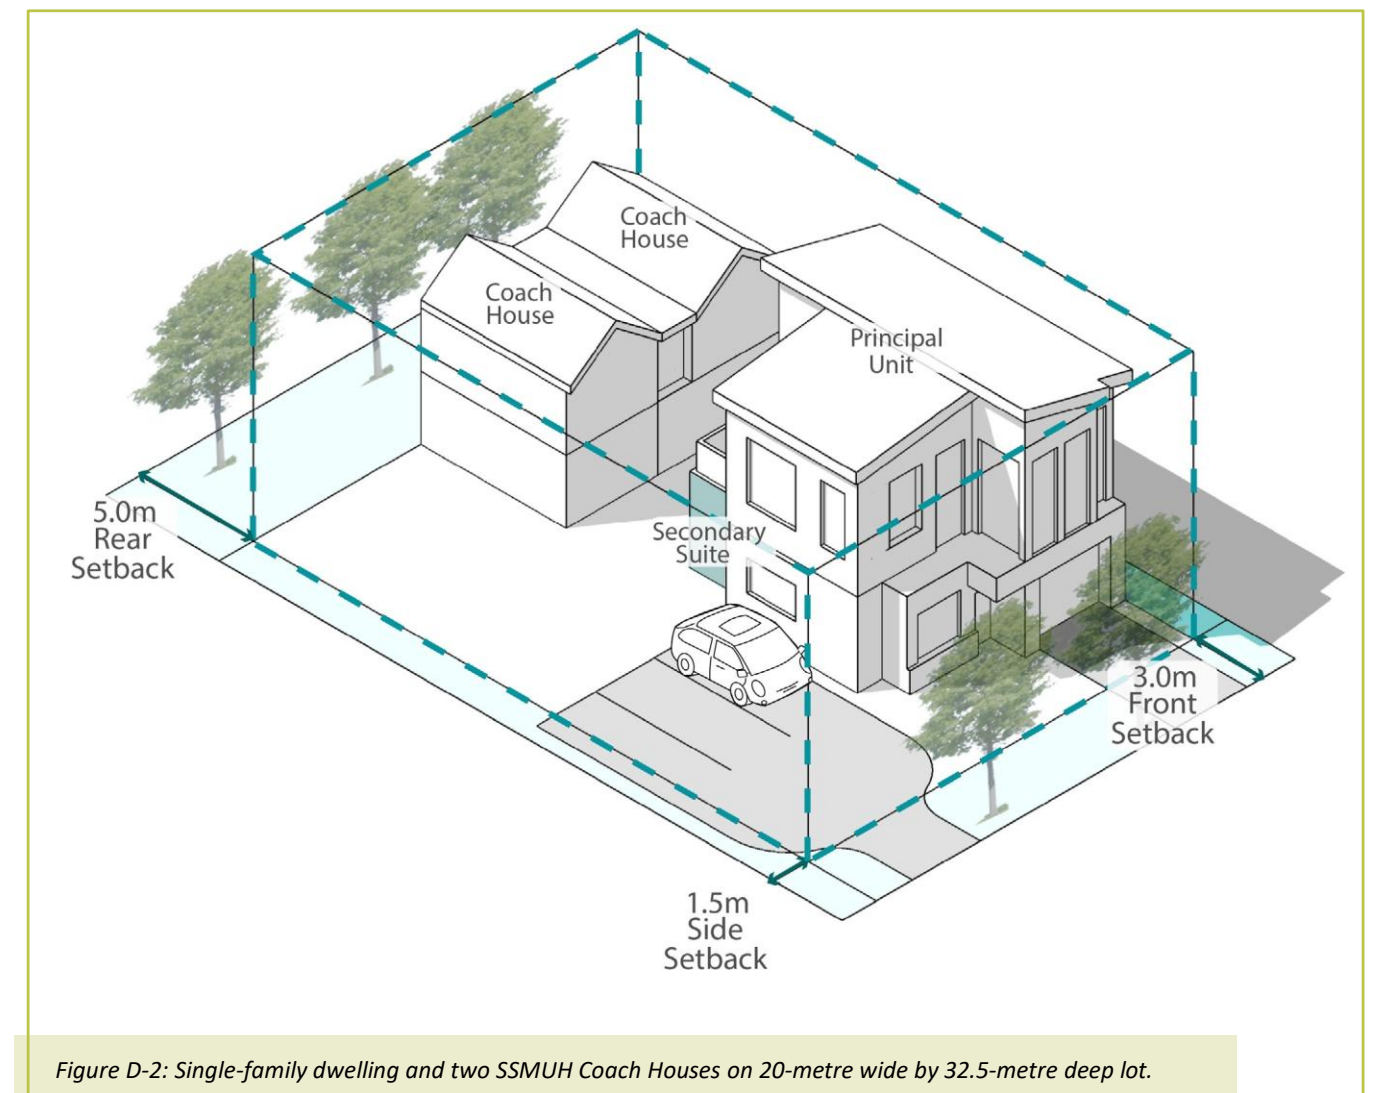 Coach
House
Coach
House
Principal
Unit
Secondary
Suite
5.0m
Rear
Setback
3.0m
Front
Setback
1.5m
Side
Setback
Figure D-2: Single-family dwelling and two SSMUH Coach Houses on 20-metre wide by 32.5-metre deep lot.